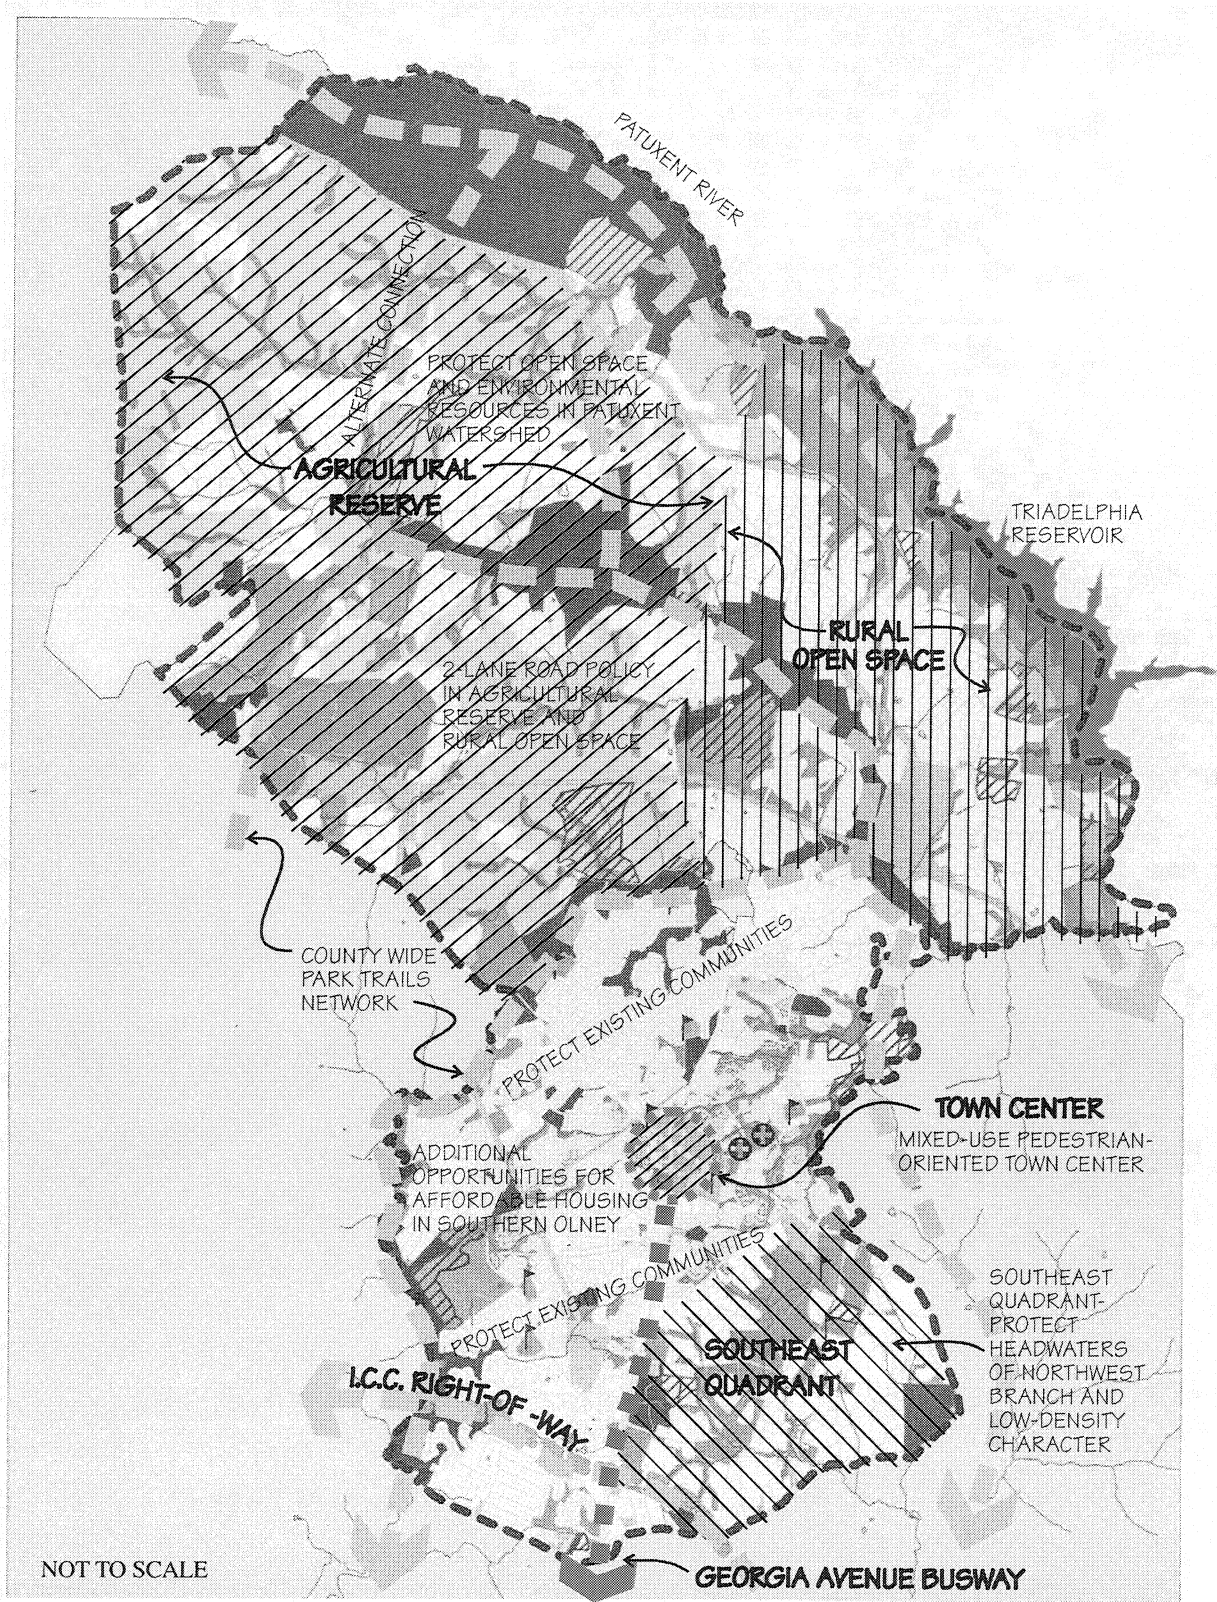 PATUXENT RIVER
ALTERNATE CONNECTION
PROTECT OPEN SPACE
AND ENVIRONMENTAL
RESOURCES IN PATUXENT
WATERSHED
AGRICULTURAL
RESERVE
TRIADELPHIA
RESERVOIR
RURAL
OPEN SPACE
2-LANE ROAD POLICY
IN AGRICULTURAL
RESERVE AND
RURAL OPEN SPACE
COUNTY WIDE
PARK TRAILS
NETWORK
PROTECT EXISTING COMMUNITIES
TOWN CENTER
MIXED-USE PEDESTRIAN-
ORIENTED TOWN CENTER
ADDITIONAL
OPPORTUNITIES FOR
AFFORDABLE HOUSING
IN SOUTHERN OLNEY
PROTECT EXISTING COMMUNITIES
SOUTHEAST
QUADRANT-
PROTECT
HEADWATERS
OF NORTHWEST
BRANCH AND
LOW-DENSITY
CHARACTER
SOUTHEAST
QUADRANT
I.C.C. RIGHT-OF-WAY
NOT TO SCALE
GEORGIA AVENUE BUSWAY